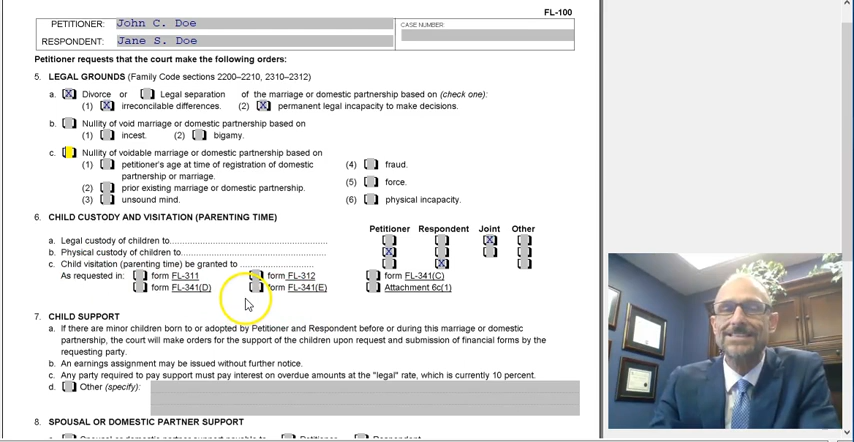 FL-100
PETITIONER: John C. Doe
CASE NUMBER:
RESPONDENT: Jane S. Doe
Petitioner requests that the court make the following orders:
5. LEGAL GROUNDS (Family Code sections 2200–2210, 2310–2312)
a. X Divorce or Legal separation of the marriage or domestic partnership based on (check one):
(1) X irreconcilable differences. (2) X permanent legal incapacity to make decisions.
b. Nullity of void marriage or domestic partnership based on
(1) incest. (2) bigamy.
c. Nullity of voidable marriage or domestic partnership based on
(1) petitioner's age at time of registration of domestic partnership or marriage. (4) fraud.
(2) prior existing marriage or domestic partnership. (5) force.
(3) unsound mind. (6) physical incapacity.
6. CHILD CUSTODY AND VISITATION (PARENTING TIME)
Petitioner Respondent Joint Other
a. Legal custody of children to X
b. Physical custody of children to X
c. Child visitation (parenting time) be granted to X
As requested in: form FL-311 form FL-312 form FL-341(C)
form FL-341(D) form FL-341(E) Attachment 6c(1)
7. CHILD SUPPORT
a. If there are minor children born to or adopted by Petitioner and Respondent before or during this marriage or domestic
partnership, the court will make orders for the support of the children upon request and submission of financial forms by the
requesting party.
b. An earnings assignment may be issued without further notice.
c. Any party required to pay support must pay interest on overdue amounts at the "legal" rate, which is currently 10 percent.
d. Other (specify):
8. SPOUSAL OR DOMESTIC PARTNER SUPPORT